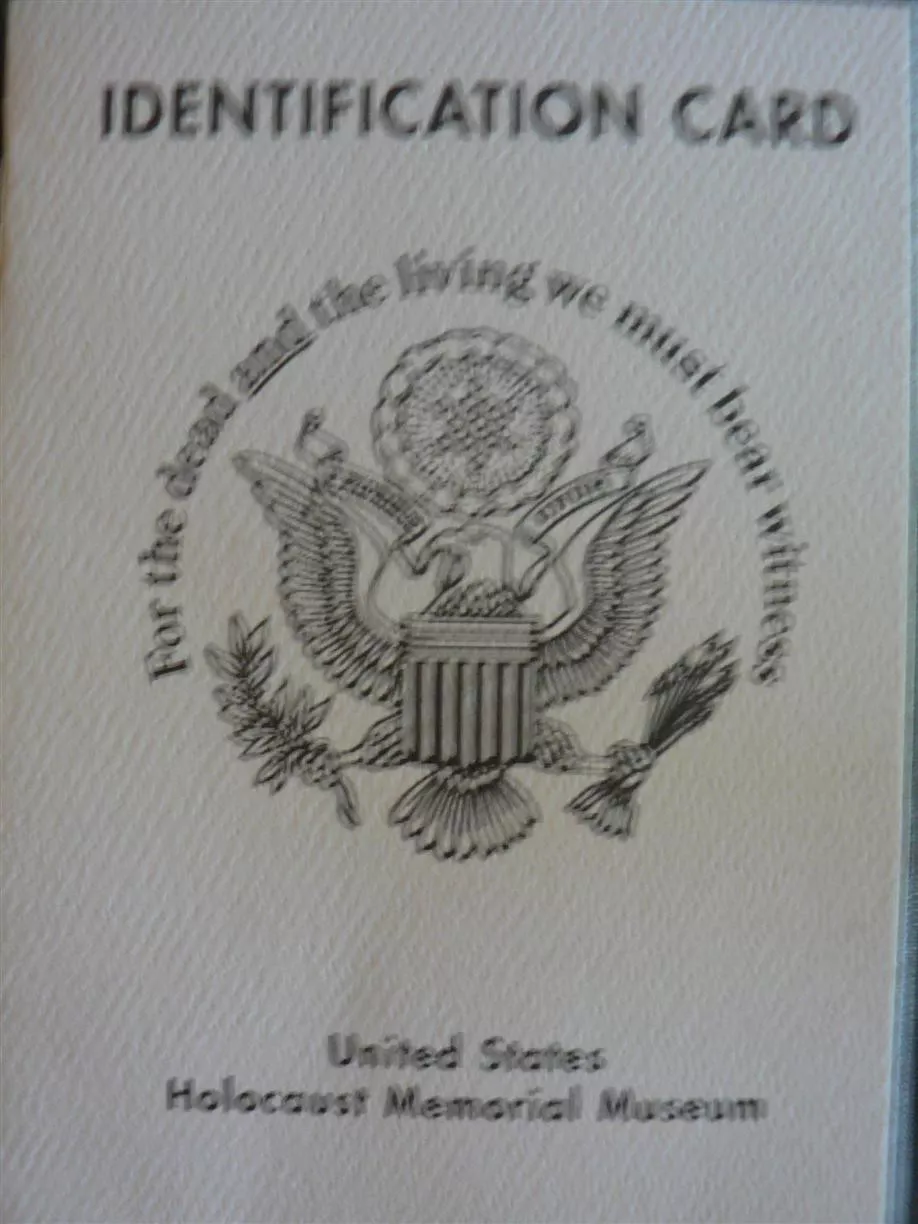 IDENTIFICATION CARD
For the dead and the living we must bear witness
United States
Holocaust Memorial Museum